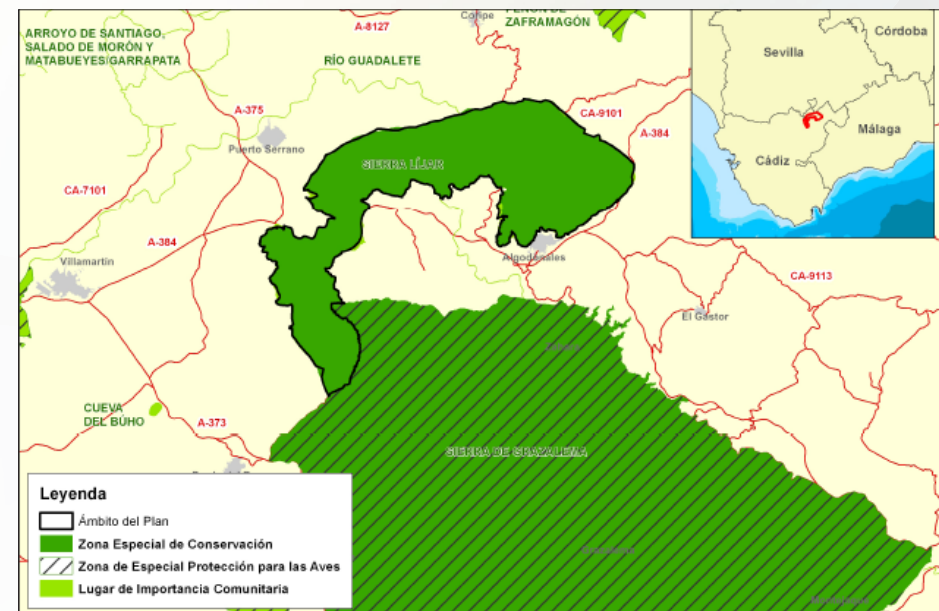 ARROYO DE SANTIAGO,
SALADO DE MORÓN Y
MATABUEYES/GARRAPATA
A-8127
Coripe
PEÑÓN DE
ZAFRAMAGÓN
RÍO GUADALETE
A-375
Puerto Serrano
CA-9101
A-384
SIERRA LÍJAR
CA-7101
A-384
Villamartín
Algodonales
CA-9113
El Gastor
CUEVA
DEL BÚHO
A-373
SIERRA DE GRAZALEMA
Sevilla
Córdoba
Málaga
Cádiz
Leyenda
Ámbito del Plan
Zona Especial de Conservación
Zona de Especial Protección para las Aves
Lugar de Importancia Comunitaria